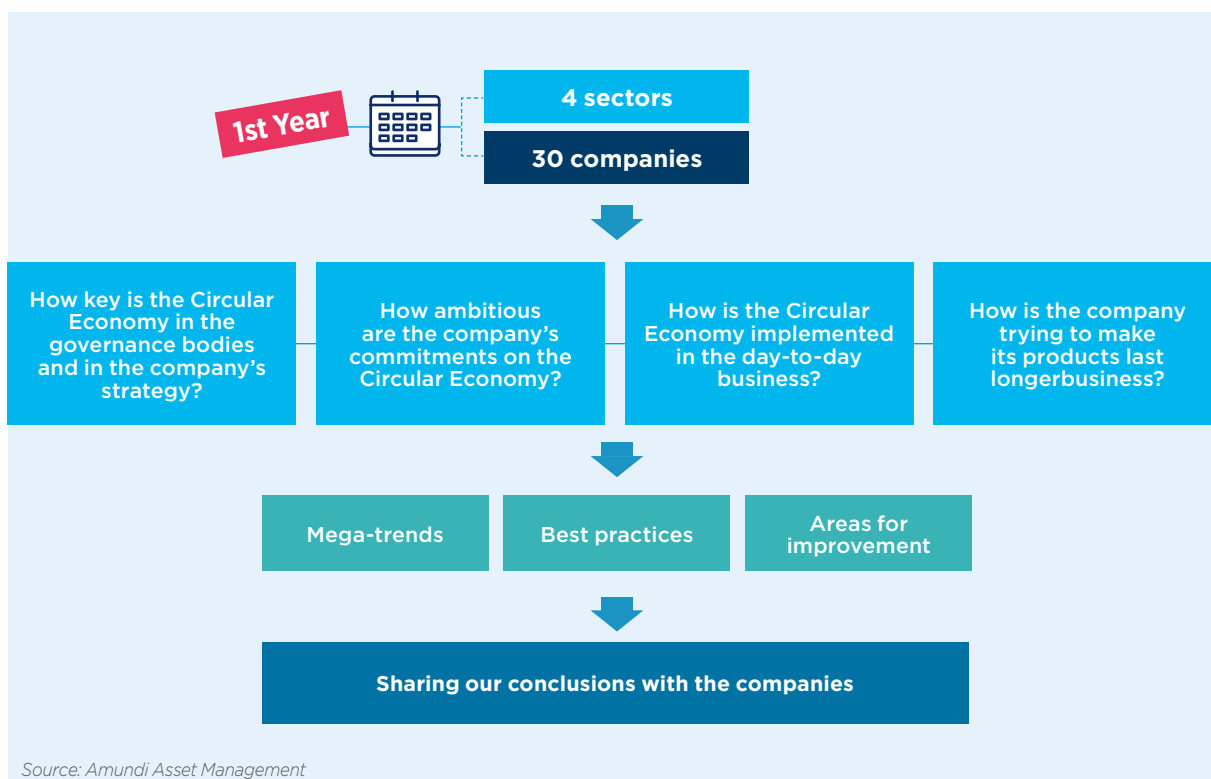 1st Year
4 sectors
30 companies
How key is the Circular
Economy in the
governance bodies
and in the company's
strategy?
How ambitious
are the company's
commitments on the
Circular Economy?
How is the Circular
Economy implemented
in the day-to-day
business?
How is the company
trying to make
its products last
longerbusiness?
Mega-trends
Best practices
Areas for
improvement
Sharing our conclusions with the companies
Source: Amundi Asset Management